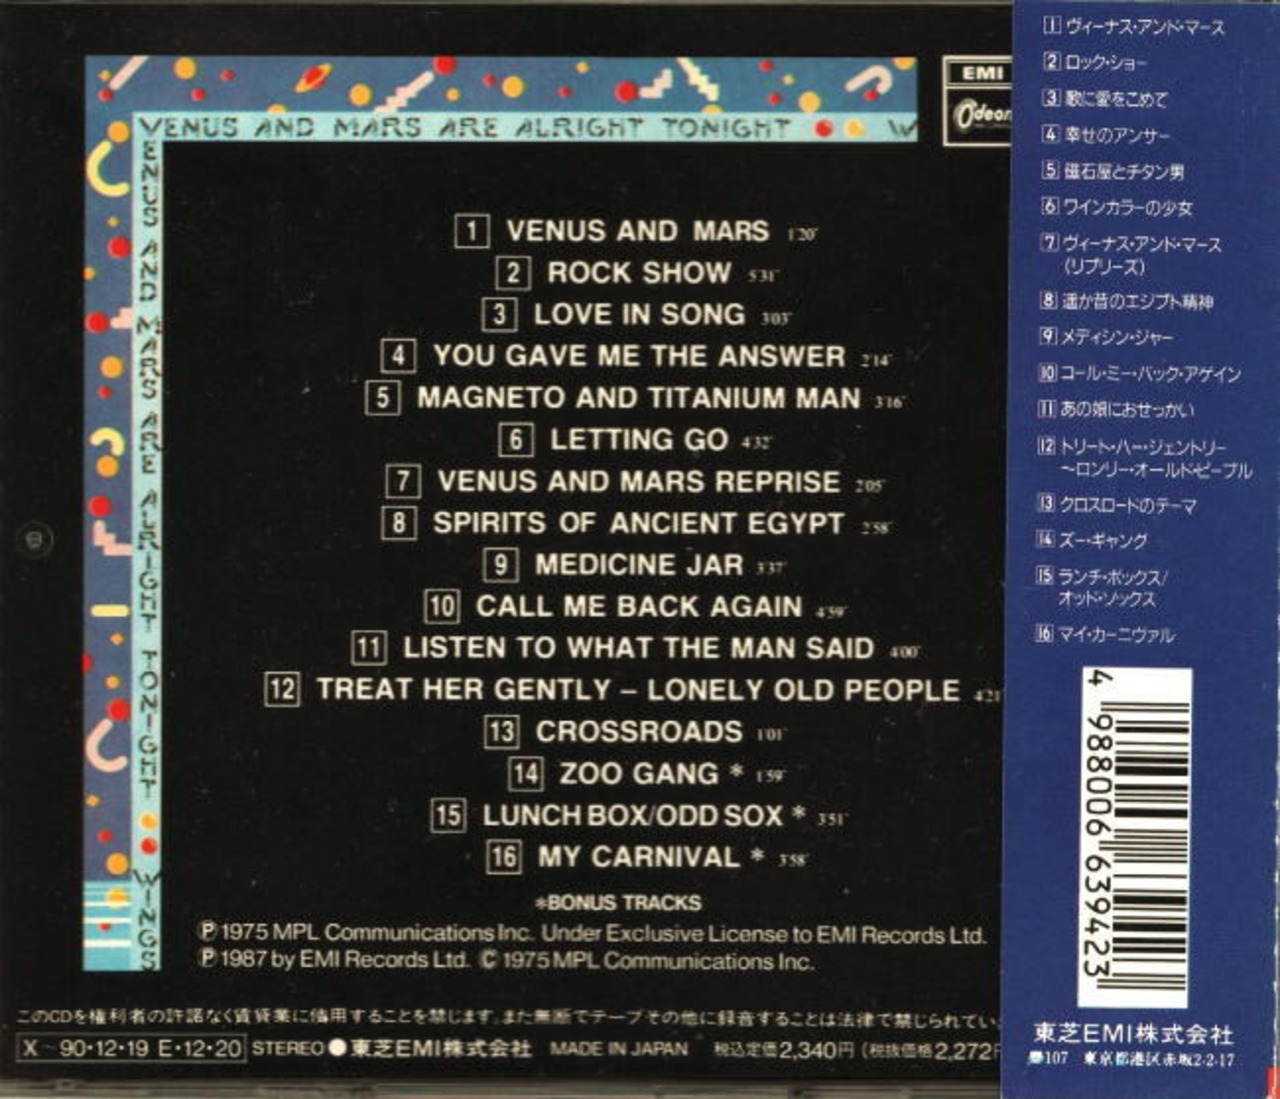 VENUS AND MARS ARE ALRIGHT TONIGHT W
VENUS AND MARS ARE ALRIGHT TONIGHT WINGS
EMI
Odeon
1 VENUS AND MARS 1'20"
2 ROCK SHOW 5'31"
3 LOVE IN SONG 3'03"
4 YOU GAVE ME THE ANSWER 2'14"
5 MAGNETO AND TITANIUM MAN 3'16"
6 LETTING GO 4'32"
7 VENUS AND MARS REPRISE 2'05"
8 SPIRITS OF ANCIENT EGYPT 2'58"
9 MEDICINE JAR 3'37"
10 CALL ME BACK AGAIN 4'59"
11 LISTEN TO WHAT THE MAN SAID 4'00"
12 TREAT HER GENTLY – LONELY OLD PEOPLE 4'21"
13 CROSSROADS 1'01"
14 ZOO GANG * 1'59"
15 LUNCH BOX/ODD SOX * 3'51"
16 MY CARNIVAL * 3'58"
*BONUS TRACKS
Ⓟ1975 MPL Communications Inc. Under Exclusive License to EMI Records Ltd.
Ⓟ1987 by EMI Records Ltd. ©1975 MPL Communications Inc.
このCDを権利者の許諾なく賃貸業に使用することを禁じます。また無断でテープその他に録音することは法律で禁じられてい
X 90・12・19 E・12・20 STEREO ●東芝EMI株式会社 MADE IN JAPAN 税込定価2,340円 (税抜価格2,272円
1 ヴィーナス・アンド・マース
2 ロック・ショー
3 歌に愛をこめて
4 幸せのアンサー
5 磁石屋とチタン男
6 ワインカラーの少女
7 ヴィーナス・アンド・マース
(リプリーズ)
8 遥か昔のエジプト精神
9 メディシン・ジャー
10 コール・ミー・バック・アゲイン
11 あの娘におせっかい
12 トリート・ハー・ジェントリー
〜ロンリー・オールド・ピープル
13 クロスロードのテーマ
14 ズー・ギャング
15 ランチ・ボックス/
オッド・ソックス
16 マイ・カーニヴァル
4 988006 639423
東芝EMI株式会社
107 東京都港区赤坂2-2-17